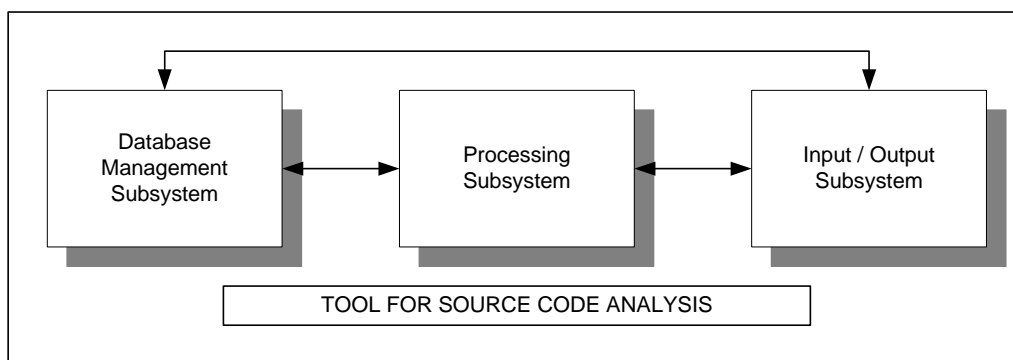 Database
Management
Subsystem
Processing
Subsystem
Input / Output
Subsystem
TOOL FOR SOURCE CODE ANALYSIS